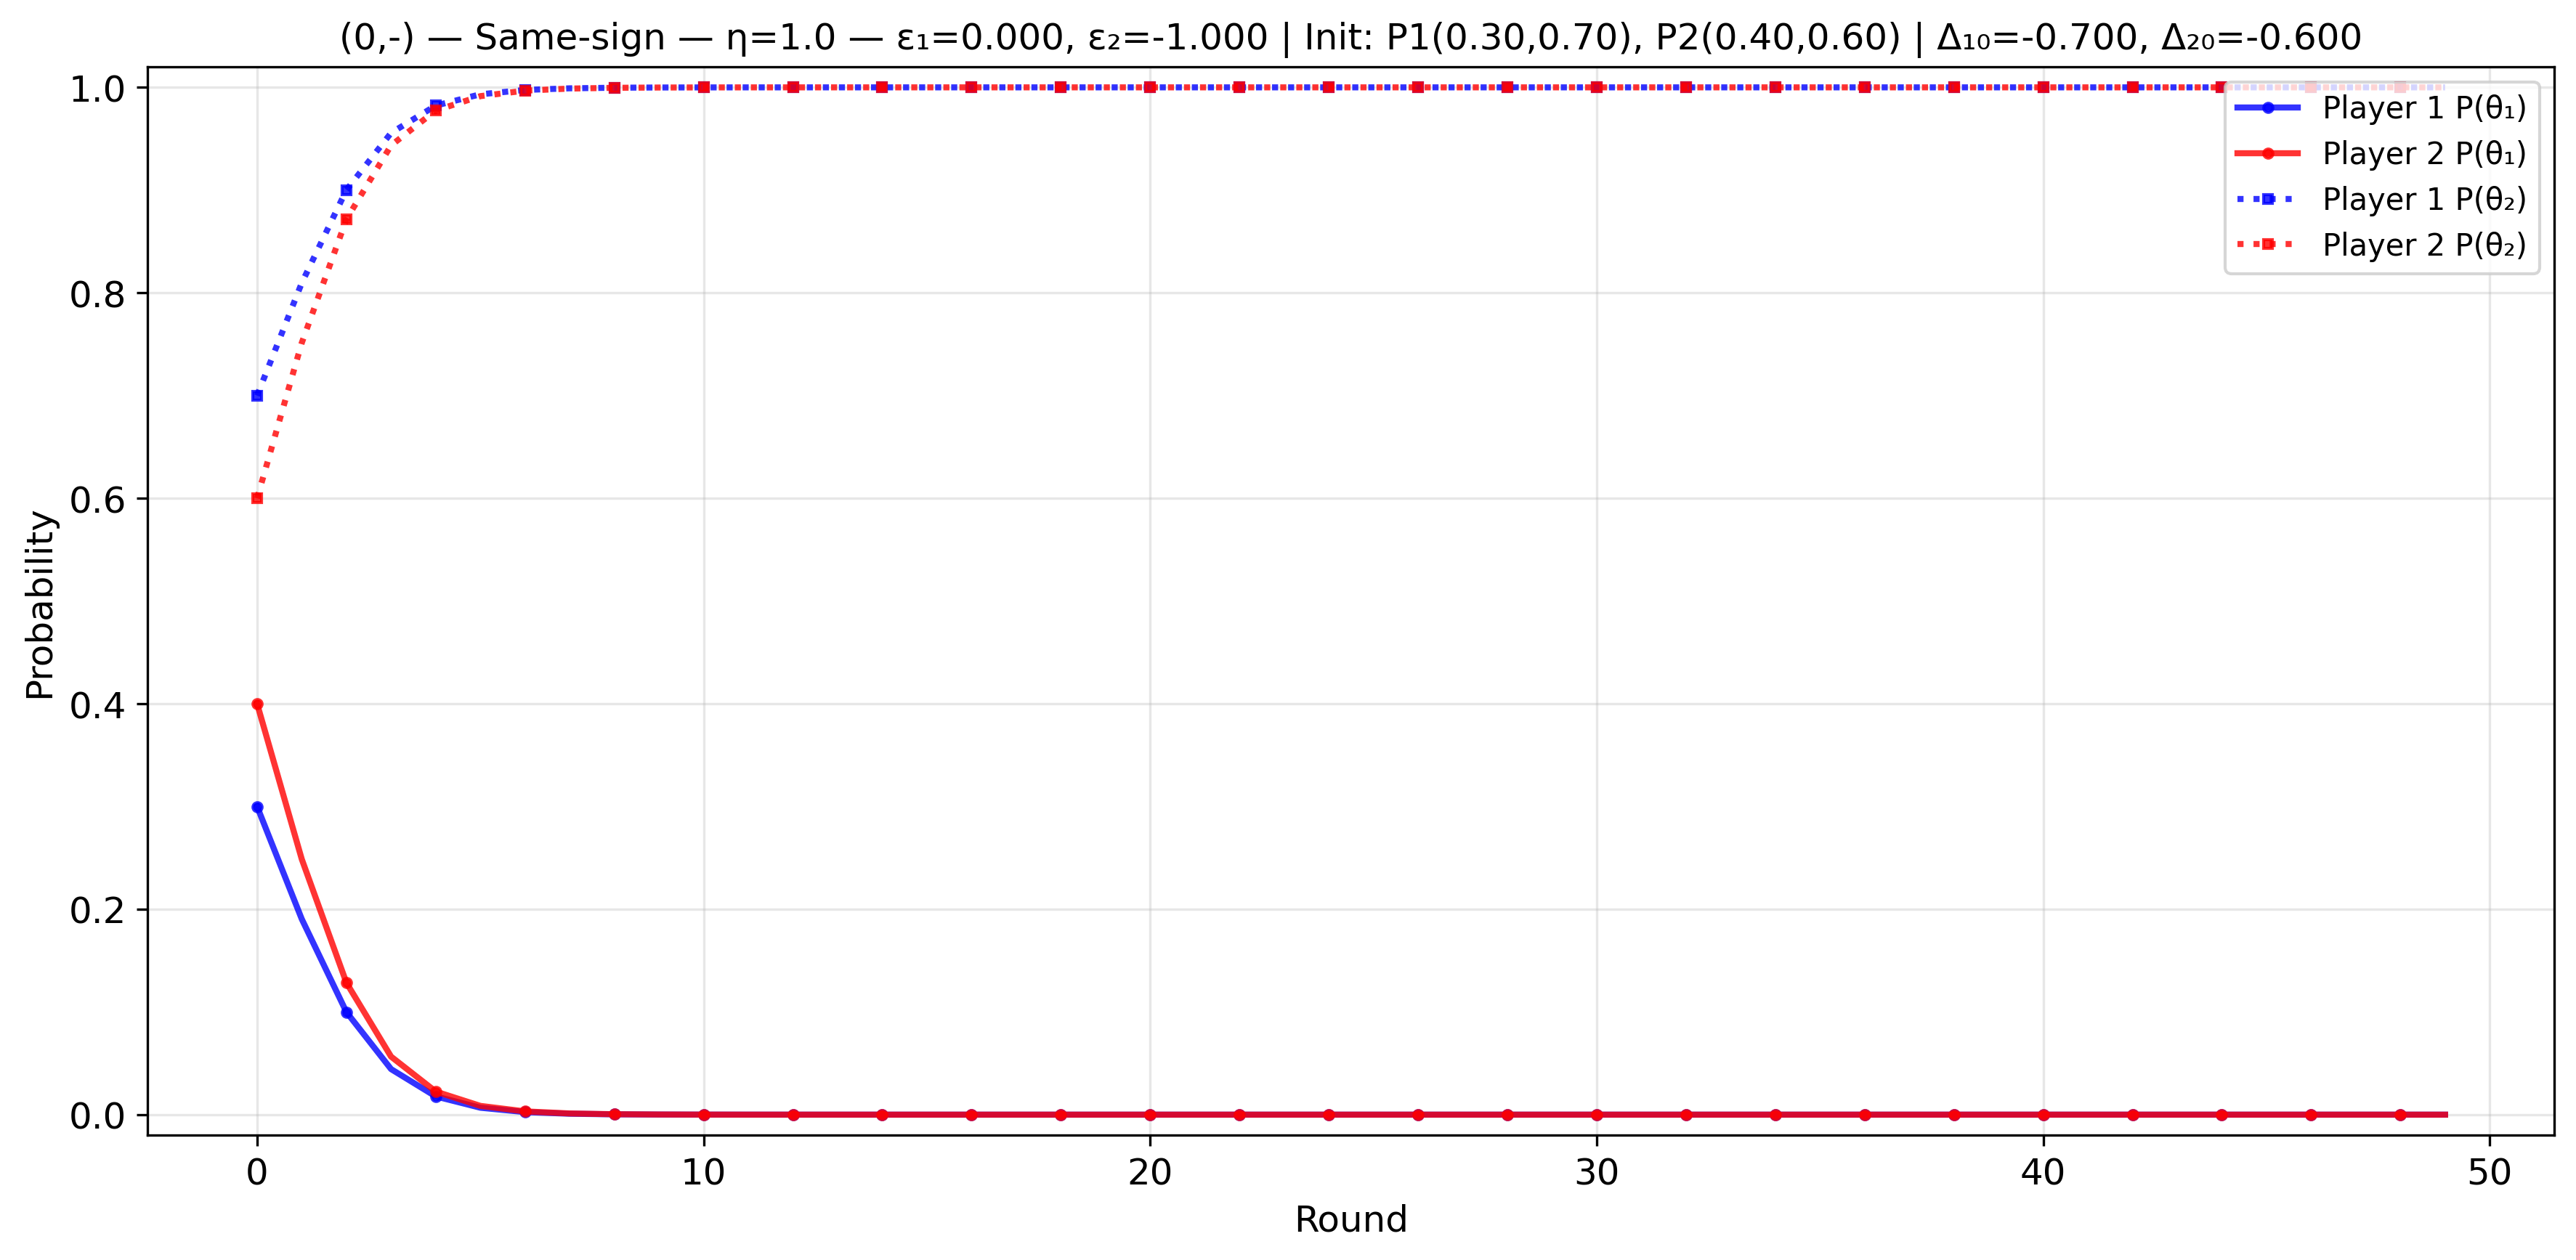 (0,-) — Same-sign — η=1.0 — ε₁=0.000, ε₂=-1.000 | Init: P1(0.30,0.70), P2(0.40,0.60) | Δ₁₀=-0.700, Δ₂₀=-0.600
1.0
0.8
0.6
0.4
0.2
0.0
Probability
Player 1 P(θ₁)
Player 2 P(θ₁)
Player 1 P(θ₂)
Player 2 P(θ₂)
0 10 20 30 40 50
Round